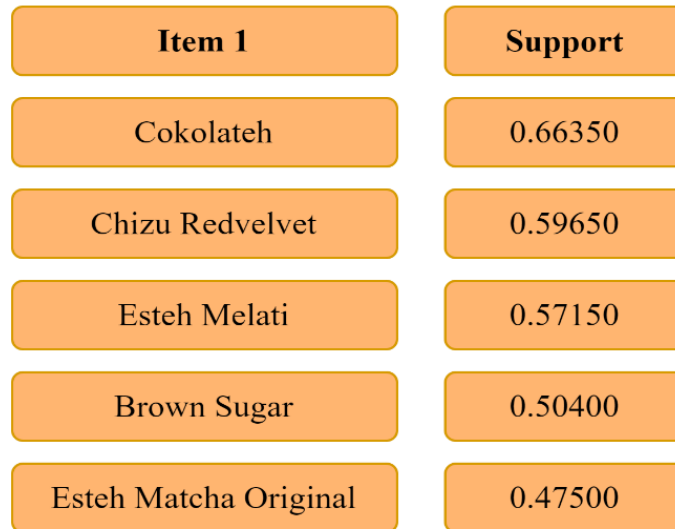 Item 1 Support
Cokolateh 0.66350
Chizu Redvelvet 0.59650
Esteh Melati 0.57150
Brown Sugar 0.50400
Esteh Matcha Original 0.47500